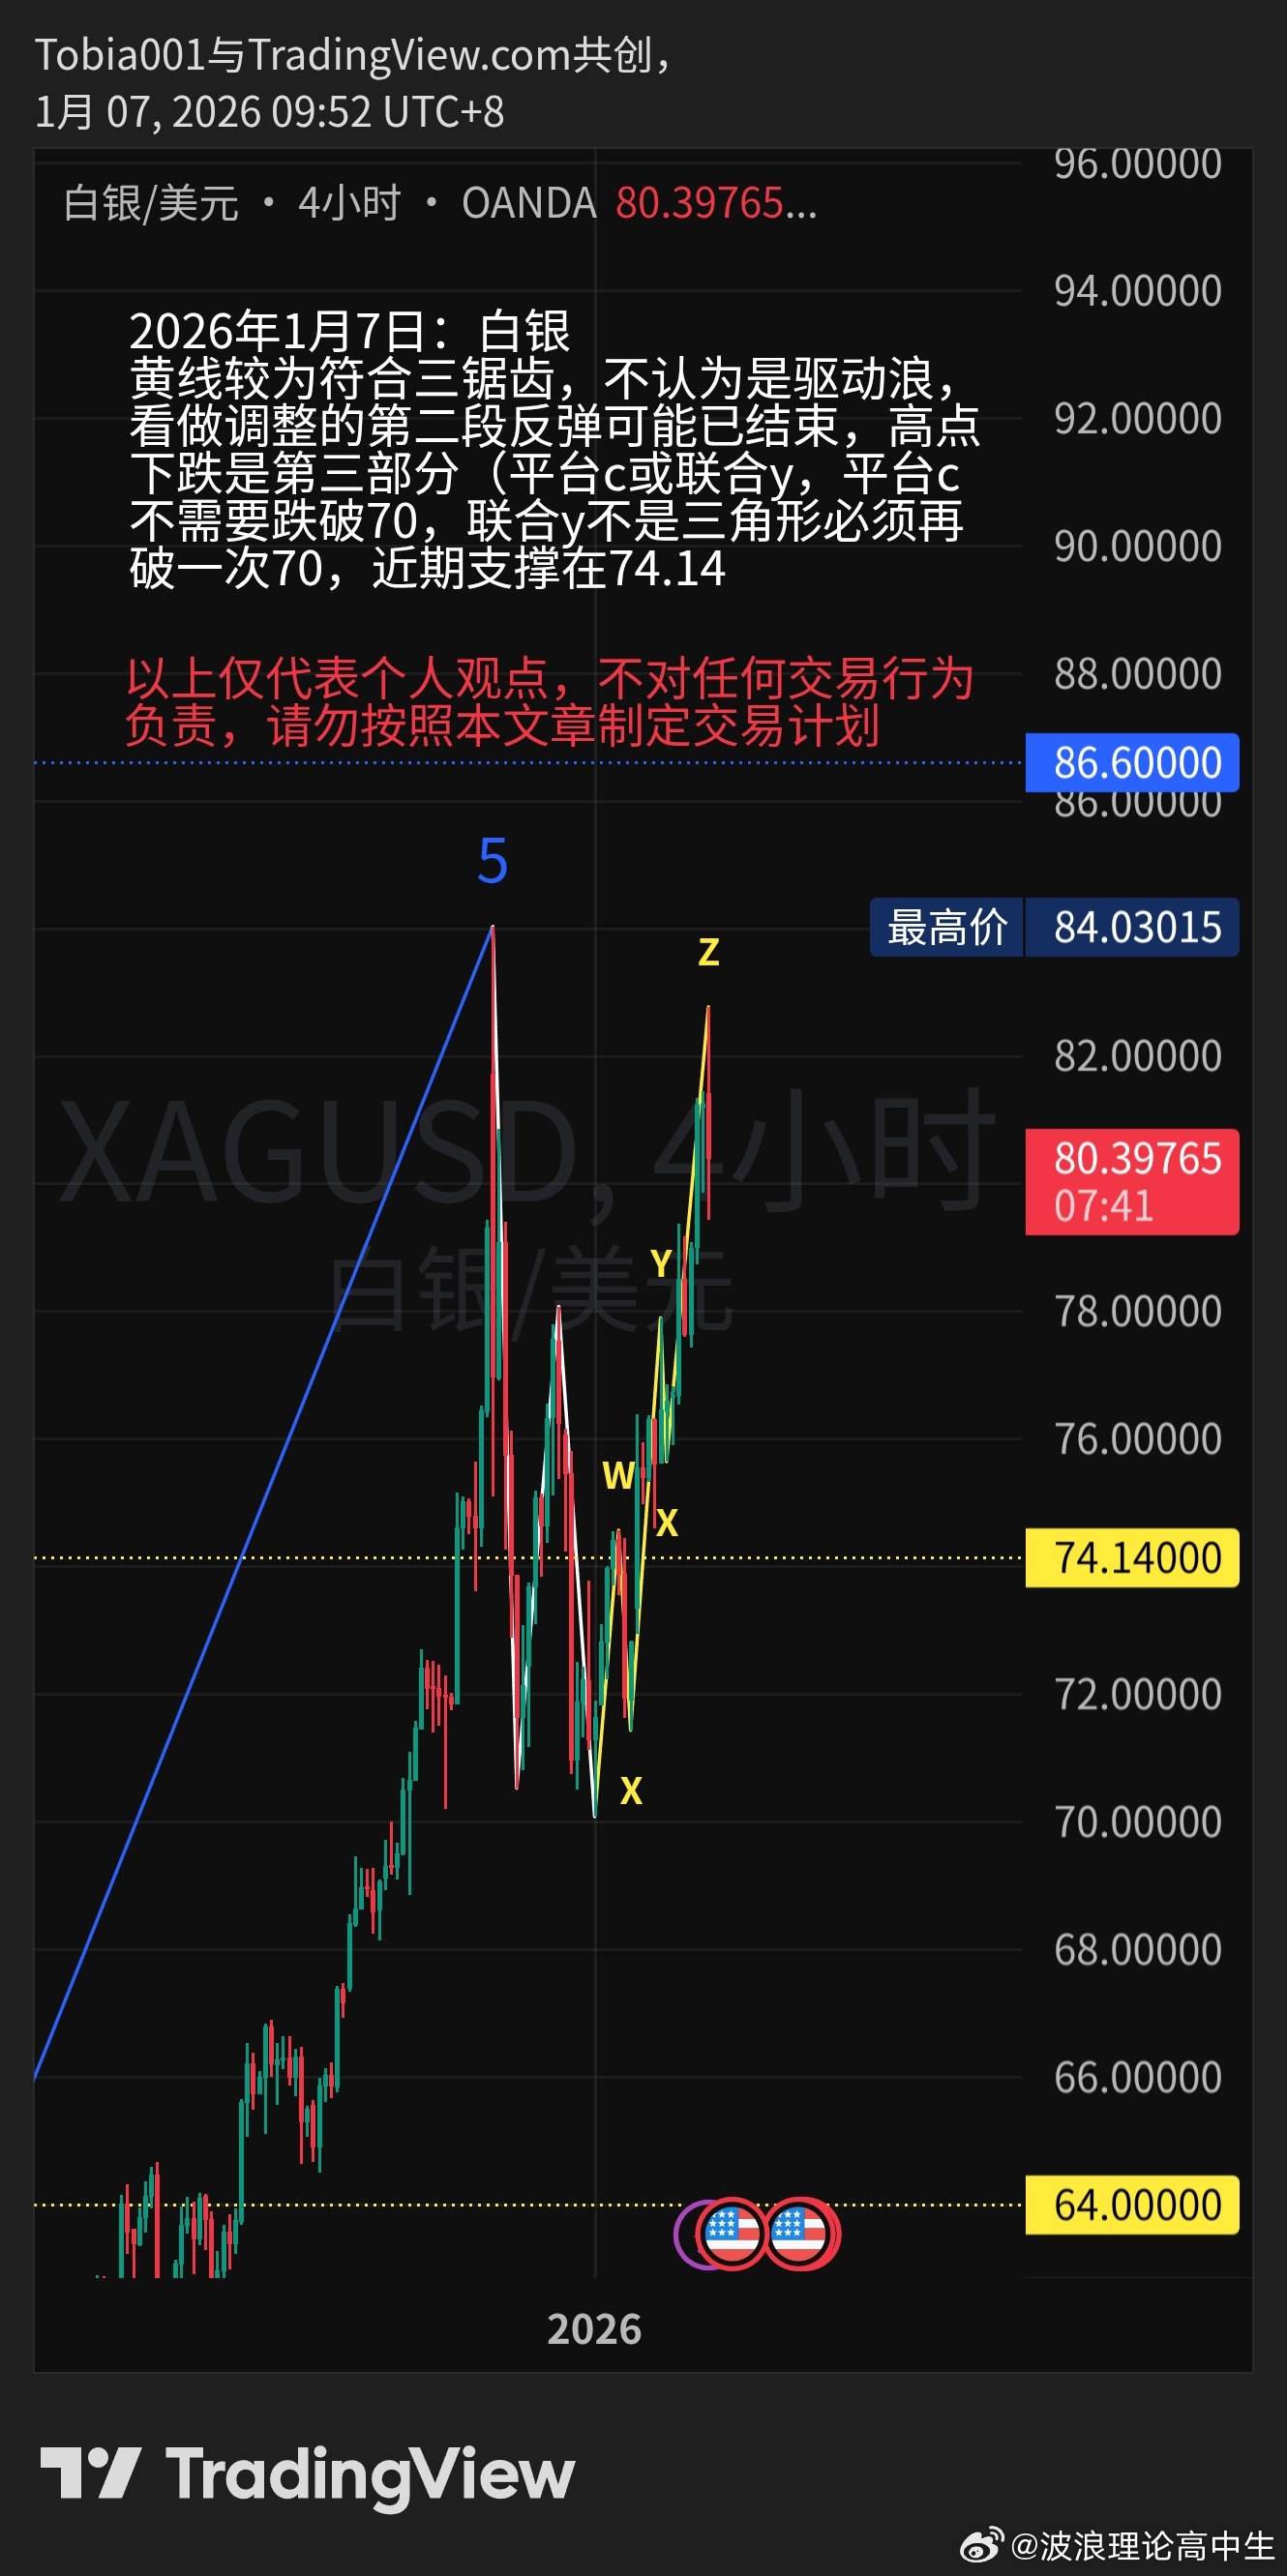 Tobia001与TradingView.com共创，
1月 07, 2026 09:52 UTC+8
96.00000
白银/美元 · 4小时 · OANDA 80.39765...
94.00000
2026年1月7日：白银
黄线较为符合三锯齿，不认为是驱动浪，
92.00000
看做调整的第二段反弹可能已结束，高点
下跌是第三部分（平台c或联合y，平台c
不需要跌破70，联合y不是三角形必须再
90.00000
破一次70，近期支撑在74.14
以上仅代表个人观点，不对任何交易行为
88.00000
负责，请勿按照本文章制定交易计划
86.60000
86.00000
5
最高价 84.03015
Z
82.00000
XAGUSD, 4小时
80.39765
07:41
白银/美元
Y
78.00000
76.00000
W
X
74.14000
72.00000
X
70.00000
68.00000
66.00000
64.00000
2026
TradingView
@波浪理论高中生